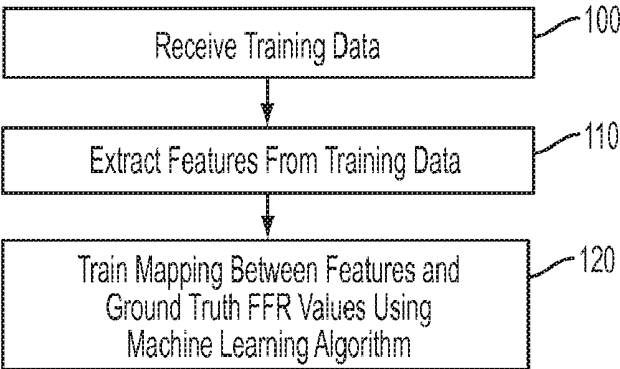 Receive Training Data
100
Extract Features From Training Data
110
Train Mapping Between Features and
Ground Truth FFR Values Using
Machine Learning Algorithm
120